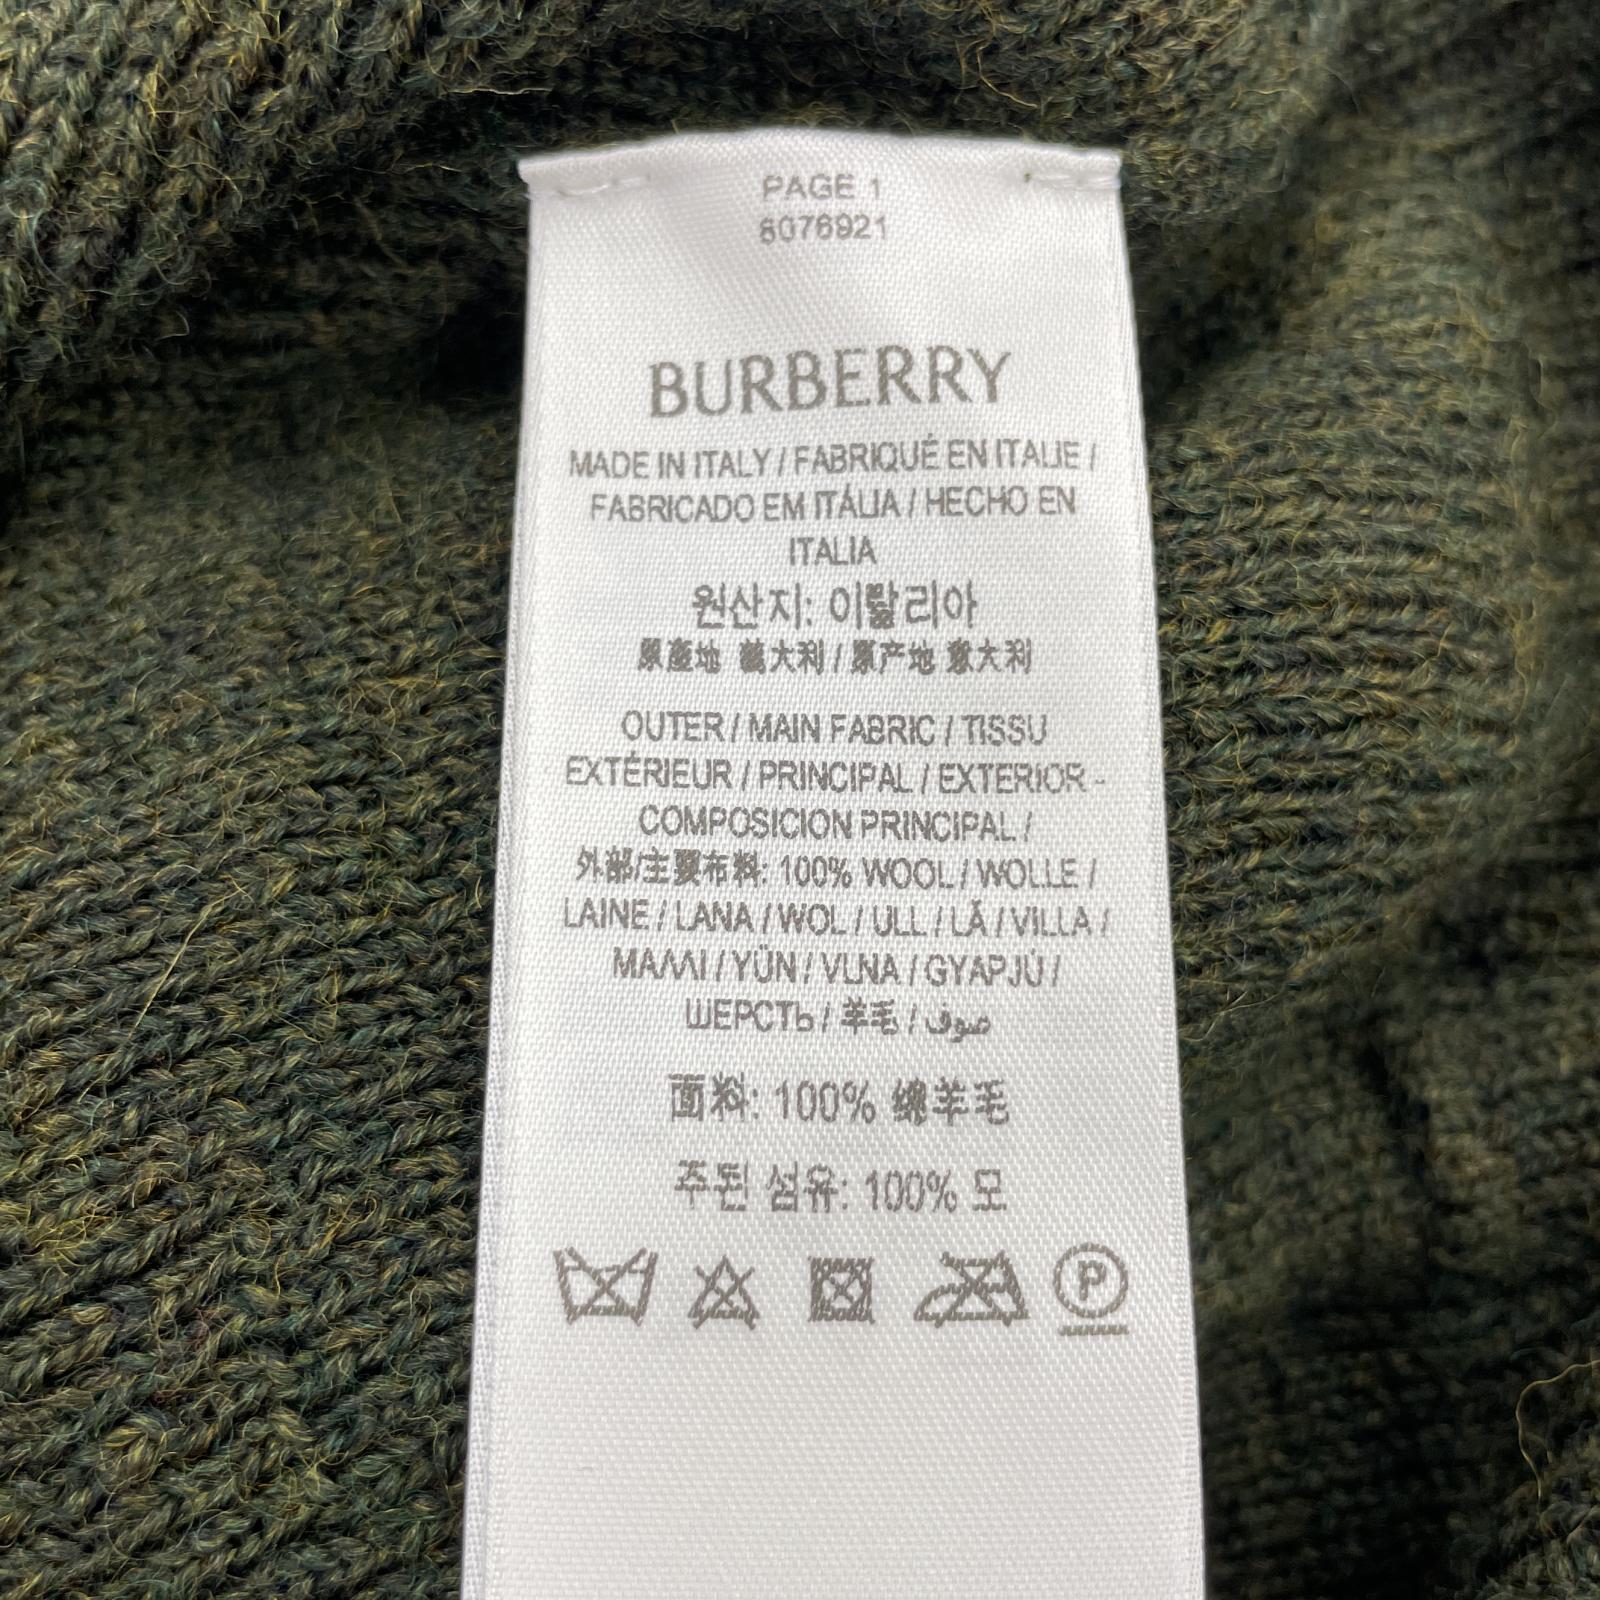 PAGE 1
8076921
BURBERRY
MADE IN ITALY / FABRIQUÉ EN ITALIE /
FABRICADO EM ITÁLIA / HECHO EN
ITALIA
원산지: 이탈리아
原產地 義大利 / 原产地 意大利
OUTER / MAIN FABRIC / TISSU
EXTÉRIEUR / PRINCIPAL / EXTERIOR -
COMPOSICION PRINCIPAL /
外部/主要布料: 100% WOOL / WOLLE /
LAINE / LANA / WOL / ULL / LÃ / VILLA /
ΜΑΛΛΙ / YÜN / VLNA / GYAPJÚ /
ШЕРСТЬ / 羊毛 / صوف
面料: 100% 绵羊毛
주된 섬유: 100% 모
P